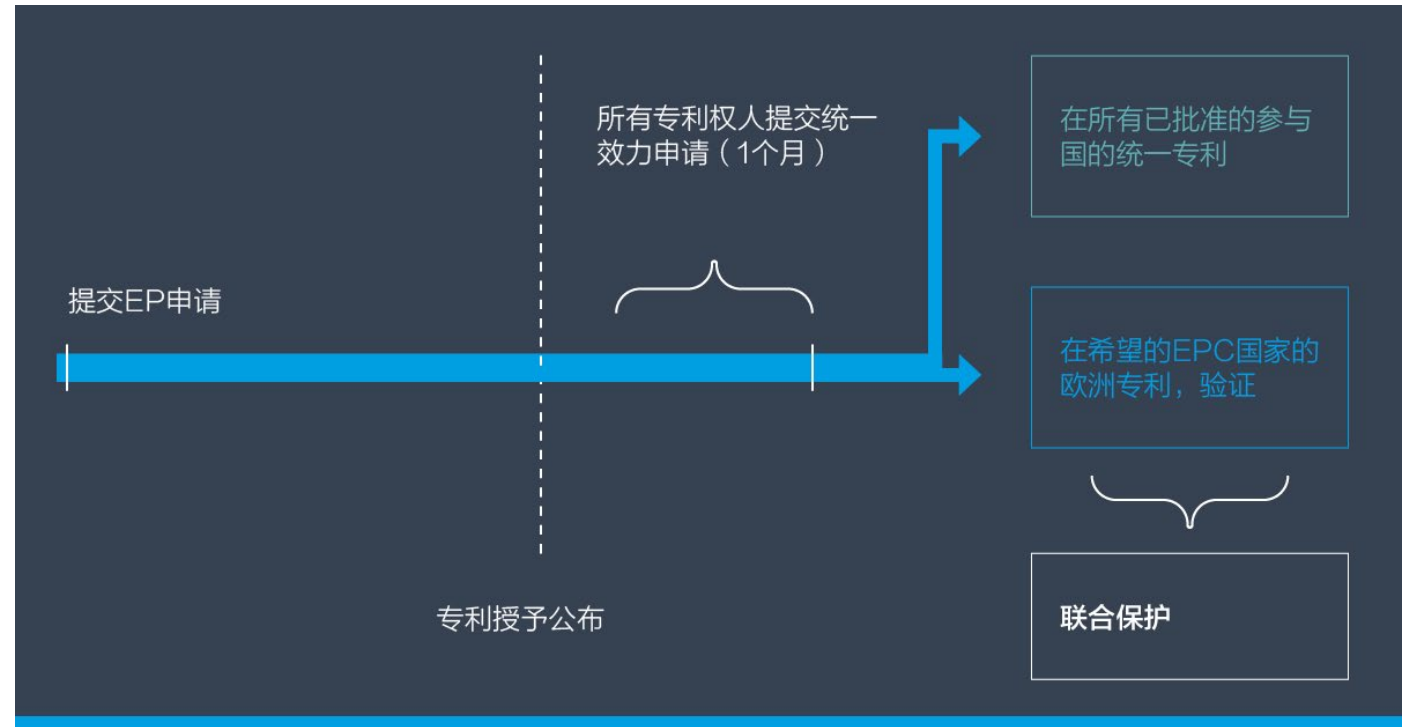 所有专利权人提交统一
效力申请（1个月）
在所有已批准的参与
国的统一专利
提交EP申请
在希望的EPC国家的
欧洲专利，验证
专利授予公布
联合保护